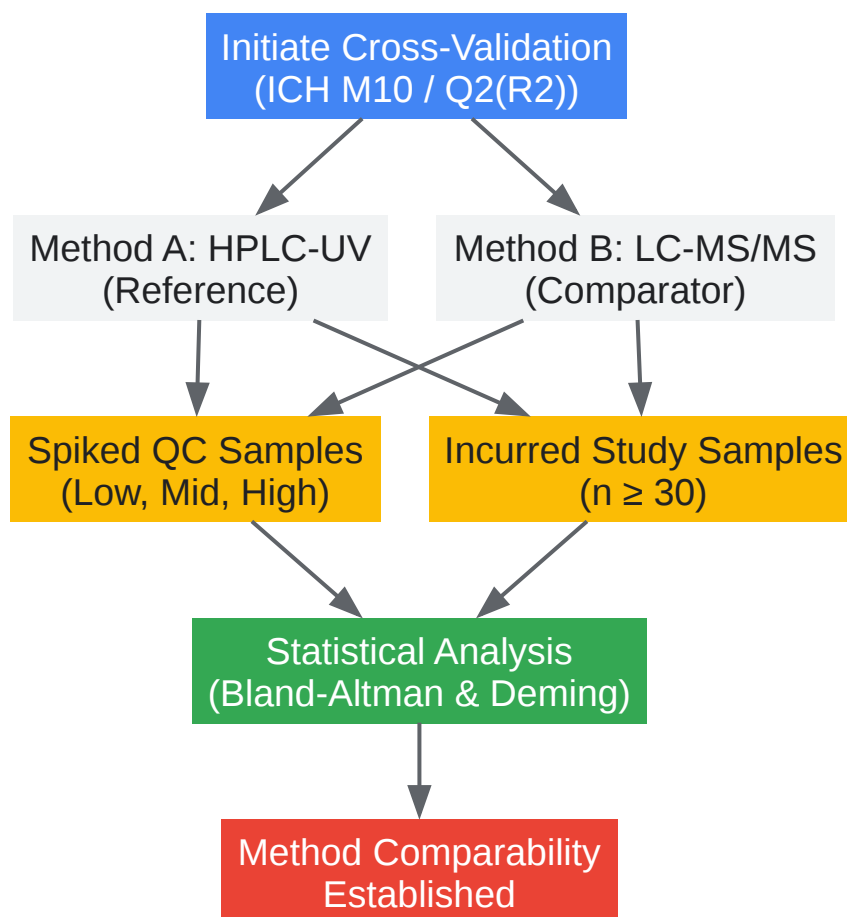 Initiate Cross-Validation
(ICH M10 / Q2(R2))
Method A: HPLC-UV
(Reference)
Method B: LC-MS/MS
(Comparator)
Spiked QC Samples
(Low, Mid, High)
Incurred Study Samples
(n ≥ 30)
Statistical Analysis
(Bland-Altman & Deming)
Method Comparability
Established